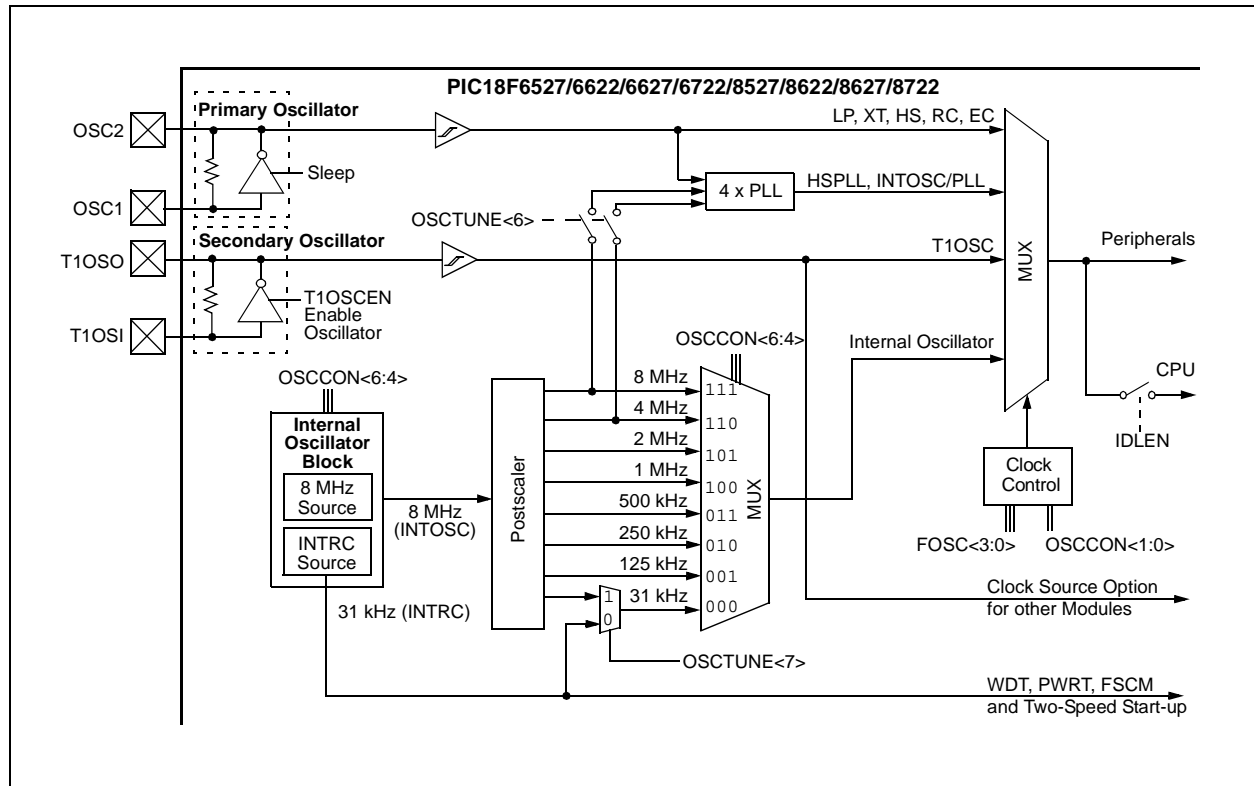 PIC18F6527/6622/6627/6722/8527/8622/8627/8722
Primary Oscillator
OSC2
Sleep
OSC1
LP, XT, HS, RC, EC
4 x PLL
HSPLL, INTOSC/PLL
OSCTUNE<6>
Secondary Oscillator
T1OSO
T1OSCEN
Enable
Oscillator
T1OSI
T1OSC
MUX
Peripherals
Internal Oscillator
CPU
IDLEN
Clock
Control
FOSC<3:0>
OSCCON<1:0>
OSCCON<6:4>
Internal
Oscillator
Block
8 MHz
Source
INTRC
Source
8 MHz
(INTOSC)
31 kHz (INTRC)
Postscaler
OSCCON<6:4>
8 MHz
111
4 MHz
110
2 MHz
101
1 MHz
100
500 kHz
011
250 kHz
010
125 kHz
001
1
0
31 kHz
000
MUX
OSCTUNE<7>
Clock Source Option
for other Modules
WDT, PWRT, FSCM
and Two-Speed Start-up